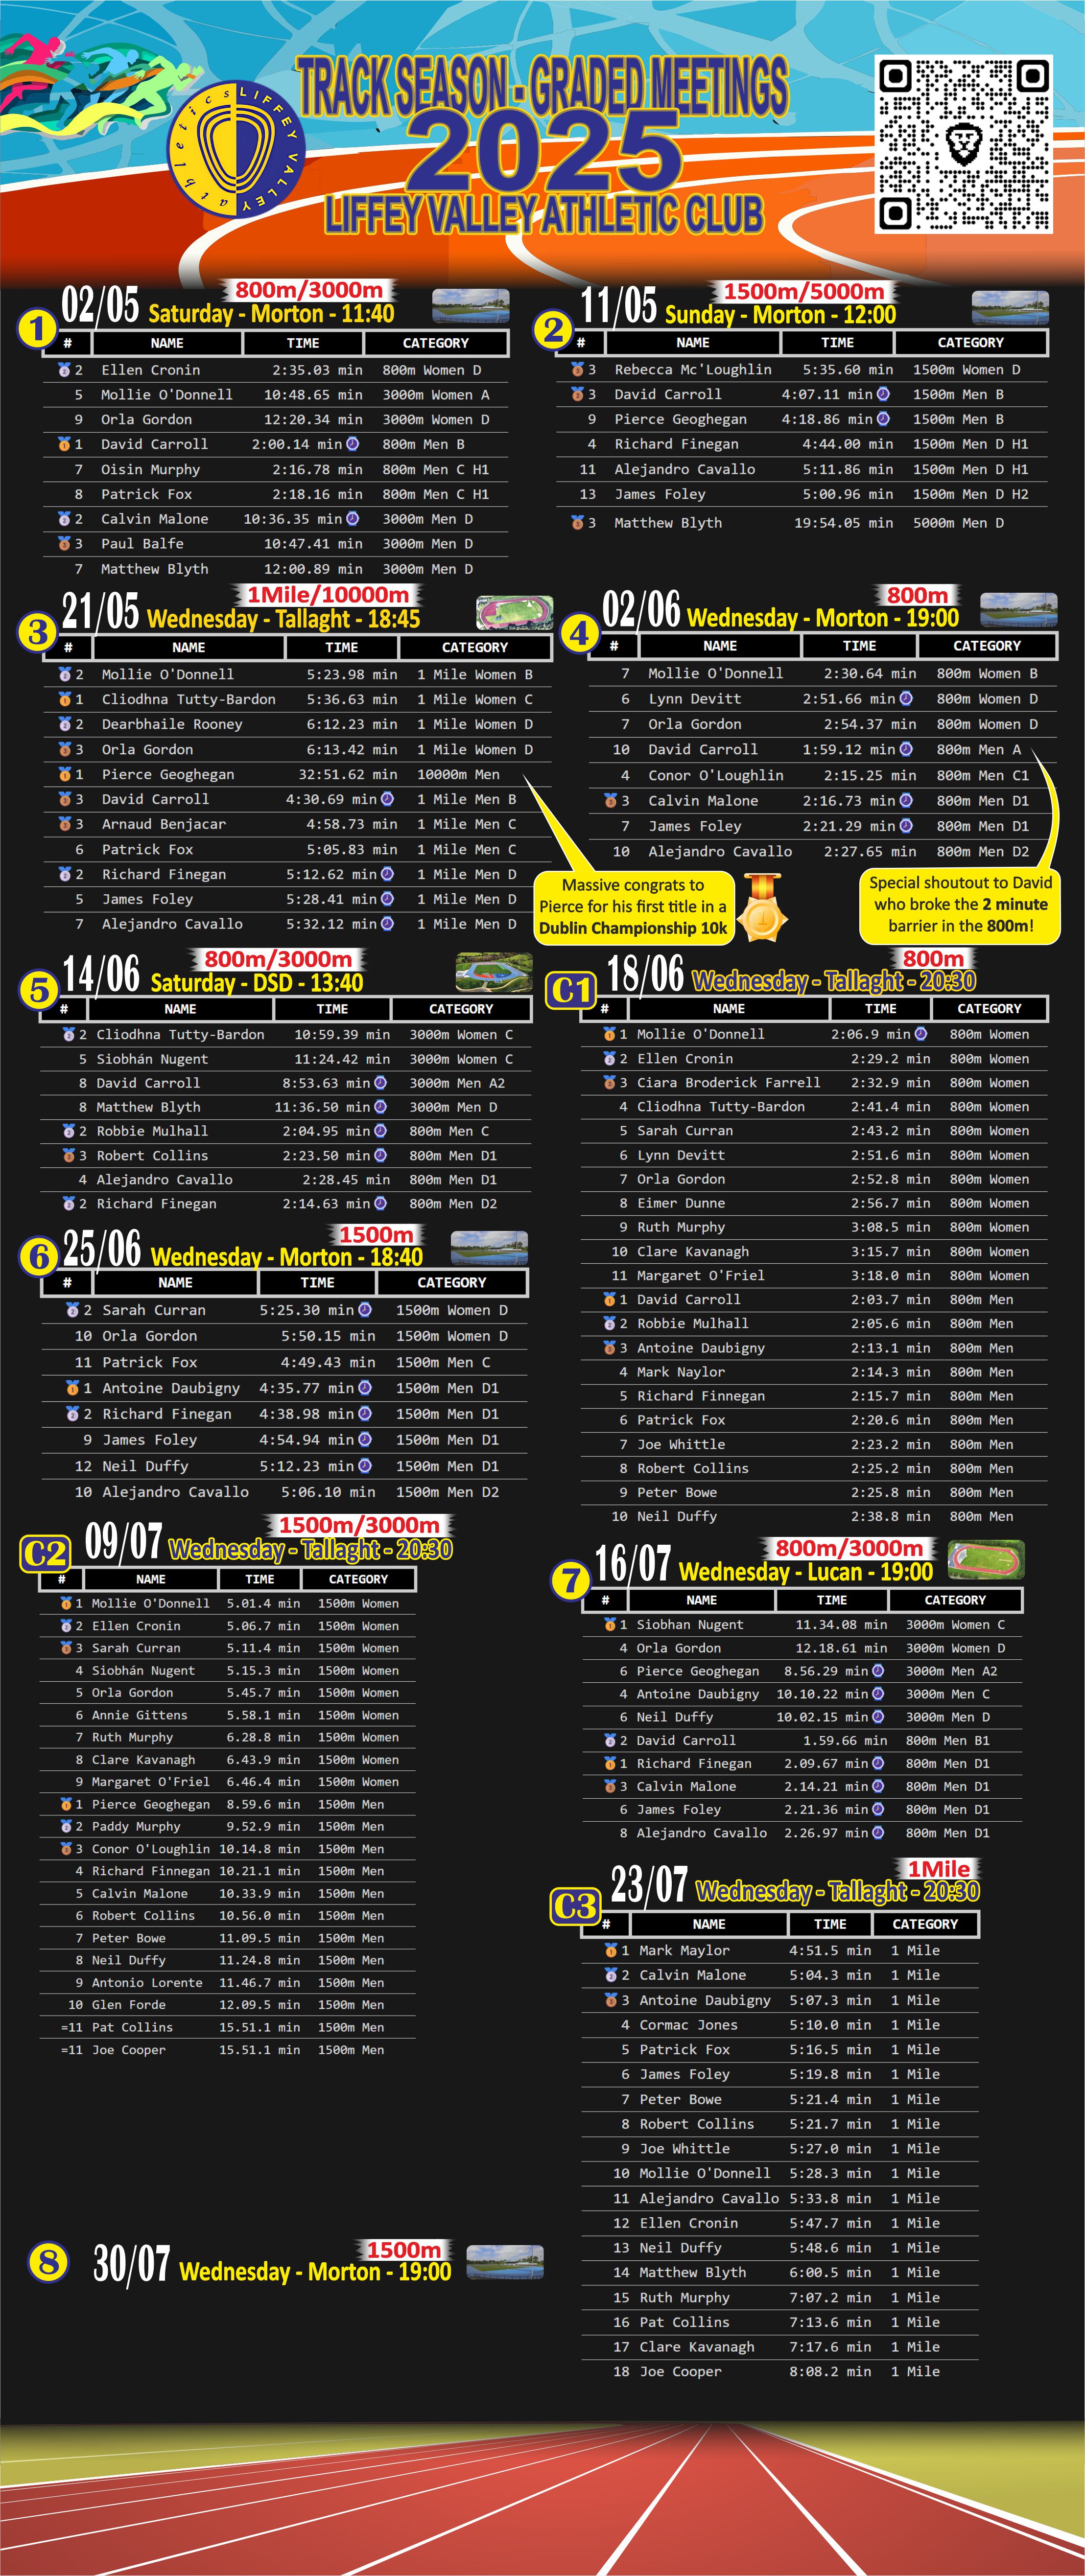 TRACK SEASON - GRADED MEETINGS
2025
LIFFEY VALLEY ATHLETIC CLUB
LIFFEY VALLEY athletics
1 02/05 800m/3000m
Saturday - Morton - 11:40
# NAME TIME CATEGORY
2 Ellen Cronin 2:35.03 min 800m Women D
5 Mollie O'Donnell 10:48.65 min 3000m Women A
9 Orla Gordon 12:20.34 min 3000m Women D
1 David Carroll 2:00.14 min 800m Men B
7 Oisin Murphy 2:16.78 min 800m Men C H1
8 Patrick Fox 2:18.16 min 800m Men C H1
2 Calvin Malone 10:36.35 min 3000m Men D
3 Paul Balfe 10:47.41 min 3000m Men D
7 Matthew Blyth 12:00.89 min 3000m Men D
2 11/05 1500m/5000m
Sunday - Morton - 12:00
# NAME TIME CATEGORY
3 Rebecca Mc'Loughlin 5:35.60 min 1500m Women D
3 David Carroll 4:07.11 min 1500m Men B
9 Pierce Geoghegan 4:18.86 min 1500m Men B
4 Richard Finegan 4:44.00 min 1500m Men D H1
11 Alejandro Cavallo 5:11.86 min 1500m Men D H1
13 James Foley 5:00.96 min 1500m Men D H2
3 Matthew Blyth 19:54.05 min 5000m Men D
3 21/05 1Mile/10000m
Wednesday - Tallaght - 18:45
# NAME TIME CATEGORY
2 Mollie O'Donnell 5:23.98 min 1 Mile Women B
1 Cliodhna Tutty-Bardon 5:36.63 min 1 Mile Women C
2 Dearbhaile Rooney 6:12.23 min 1 Mile Women D
3 Orla Gordon 6:13.42 min 1 Mile Women D
1 Pierce Geoghegan 32:51.62 min 10000m Men
3 David Carroll 4:30.69 min 1 Mile Men B
3 Arnaud Benjacar 4:58.73 min 1 Mile Men C
6 Patrick Fox 5:05.83 min 1 Mile Men C
2 Richard Finegan 5:12.62 min 1 Mile Men D
5 James Foley 5:28.41 min 1 Mile Men D
7 Alejandro Cavallo 5:32.12 min 1 Mile Men D
Massive congrats to
Pierce for his first title in a
Dublin Championship 10k
4 02/06 800m
Wednesday - Morton - 19:00
# NAME TIME CATEGORY
7 Mollie O'Donnell 2:30.64 min 800m Women B
6 Lynn Devitt 2:51.66 min 800m Women D
7 Orla Gordon 2:54.37 min 800m Women D
10 David Carroll 1:59.12 min 800m Men A
4 Conor O'Loughlin 2:15.25 min 800m Men C1
3 Calvin Malone 2:16.73 min 800m Men D1
7 James Foley 2:21.29 min 800m Men D1
10 Alejandro Cavallo 2:27.65 min 800m Men D2
Special shoutout to David
who broke the 2 minute
barrier in the 800m!
5 14/06 800m/3000m
Saturday - DSD - 13:40
# NAME TIME CATEGORY
2 Cliodhna Tutty-Bardon 10:59.39 min 3000m Women C
5 Siobhán Nugent 11:24.42 min 3000m Women C
8 David Carroll 8:53.63 min 3000m Men A2
8 Matthew Blyth 11:36.50 min 3000m Men D
2 Robbie Mulhall 2:04.95 min 800m Men C
3 Robert Collins 2:23.50 min 800m Men D1
4 Alejandro Cavallo 2:28.45 min 800m Men D1
2 Richard Finegan 2:14.63 min 800m Men D2
C1 18/06 800m
Wednesday - Tallaght - 20:30
# NAME TIME CATEGORY
1 Mollie O'Donnell 2:06.9 min 800m Women
2 Ellen Cronin 2:29.2 min 800m Women
3 Ciara Broderick Farrell 2:32.9 min 800m Women
4 Cliodhna Tutty-Bardon 2:41.4 min 800m Women
5 Sarah Curran 2:43.2 min 800m Women
6 Lynn Devitt 2:51.6 min 800m Women
7 Orla Gordon 2:52.8 min 800m Women
8 Eimer Dunne 2:56.7 min 800m Women
9 Ruth Murphy 3:08.5 min 800m Women
10 Clare Kavanagh 3:15.7 min 800m Women
11 Margaret O'Friel 3:18.0 min 800m Women
1 David Carroll 2:03.7 min 800m Men
2 Robbie Mulhall 2:05.6 min 800m Men
3 Antoine Daubigny 2:13.1 min 800m Men
4 Mark Naylor 2:14.3 min 800m Men
5 Richard Finnegan 2:15.7 min 800m Men
6 Patrick Fox 2:20.6 min 800m Men
7 Joe Whittle 2:23.2 min 800m Men
8 Robert Collins 2:25.2 min 800m Men
9 Peter Bowe 2:25.8 min 800m Men
10 Neil Duffy 2:38.8 min 800m Men
6 25/06 1500m
Wednesday - Morton - 18:40
# NAME TIME CATEGORY
2 Sarah Curran 5:25.30 min 1500m Women D
10 Orla Gordon 5:50.15 min 1500m Women D
11 Patrick Fox 4:49.43 min 1500m Men C
1 Antoine Daubigny 4:35.77 min 1500m Men D1
2 Richard Finegan 4:38.98 min 1500m Men D1
9 James Foley 4:54.94 min 1500m Men D1
12 Neil Duffy 5:12.23 min 1500m Men D1
10 Alejandro Cavallo 5:06.10 min 1500m Men D2
C2 09/07 1500m/3000m
Wednesday - Tallaght - 20:30
# NAME TIME CATEGORY
1 Mollie O'Donnell 5.01.4 min 1500m Women
2 Ellen Cronin 5.06.7 min 1500m Women
3 Sarah Curran 5.11.4 min 1500m Women
4 Siobhán Nugent 5.15.3 min 1500m Women
5 Orla Gordon 5.45.7 min 1500m Women
6 Annie Gittens 5.58.1 min 1500m Women
7 Ruth Murphy 6.28.8 min 1500m Women
8 Clare Kavanagh 6.43.9 min 1500m Women
9 Margaret O'Friel 6.46.4 min 1500m Women
1 Pierce Geoghegan 8.59.6 min 1500m Men
2 Paddy Murphy 9.52.9 min 1500m Men
3 Conor O'Loughlin 10.14.8 min 1500m Men
4 Richard Finnegan 10.21.1 min 1500m Men
5 Calvin Malone 10.33.9 min 1500m Men
6 Robert Collins 10.56.0 min 1500m Men
7 Peter Bowe 11.09.5 min 1500m Men
8 Neil Duffy 11.24.8 min 1500m Men
9 Antonio Lorente 11.46.7 min 1500m Men
10 Glen Forde 12.09.5 min 1500m Men
=11 Pat Collins 15.51.1 min 1500m Men
=11 Joe Cooper 15.51.1 min 1500m Men
7 16/07 800m/3000m
Wednesday - Lucan - 19:00
# NAME TIME CATEGORY
1 Siobhan Nugent 11.34.08 min 3000m Women C
4 Orla Gordon 12.18.61 min 3000m Women D
6 Pierce Geoghegan 8.56.29 min 3000m Men A2
4 Antoine Daubigny 10.10.22 min 3000m Men C
6 Neil Duffy 10.02.15 min 3000m Men D
2 David Carroll 1.59.66 min 800m Men B1
1 Richard Finegan 2.09.67 min 800m Men D1
3 Calvin Malone 2.14.21 min 800m Men D1
6 James Foley 2.21.36 min 800m Men D1
8 Alejandro Cavallo 2.26.97 min 800m Men D1
C3 23/07 1Mile
Wednesday - Tallaght - 20:30
# NAME TIME CATEGORY
1 Mark Maylor 4:51.5 min 1 Mile
2 Calvin Malone 5:04.3 min 1 Mile
3 Antoine Daubigny 5:07.3 min 1 Mile
4 Cormac Jones 5:10.0 min 1 Mile
5 Patrick Fox 5:16.5 min 1 Mile
6 James Foley 5:19.8 min 1 Mile
7 Peter Bowe 5:21.4 min 1 Mile
8 Robert Collins 5:21.7 min 1 Mile
9 Joe Whittle 5:27.0 min 1 Mile
10 Mollie O'Donnell 5:28.3 min 1 Mile
11 Alejandro Cavallo 5:33.8 min 1 Mile
12 Ellen Cronin 5:47.7 min 1 Mile
13 Neil Duffy 5:48.6 min 1 Mile
14 Matthew Blyth 6:00.5 min 1 Mile
15 Ruth Murphy 7:07.2 min 1 Mile
16 Pat Collins 7:13.6 min 1 Mile
17 Clare Kavanagh 7:17.6 min 1 Mile
18 Joe Cooper 8:08.2 min 1 Mile
8 30/07 1500m
Wednesday - Morton - 19:00